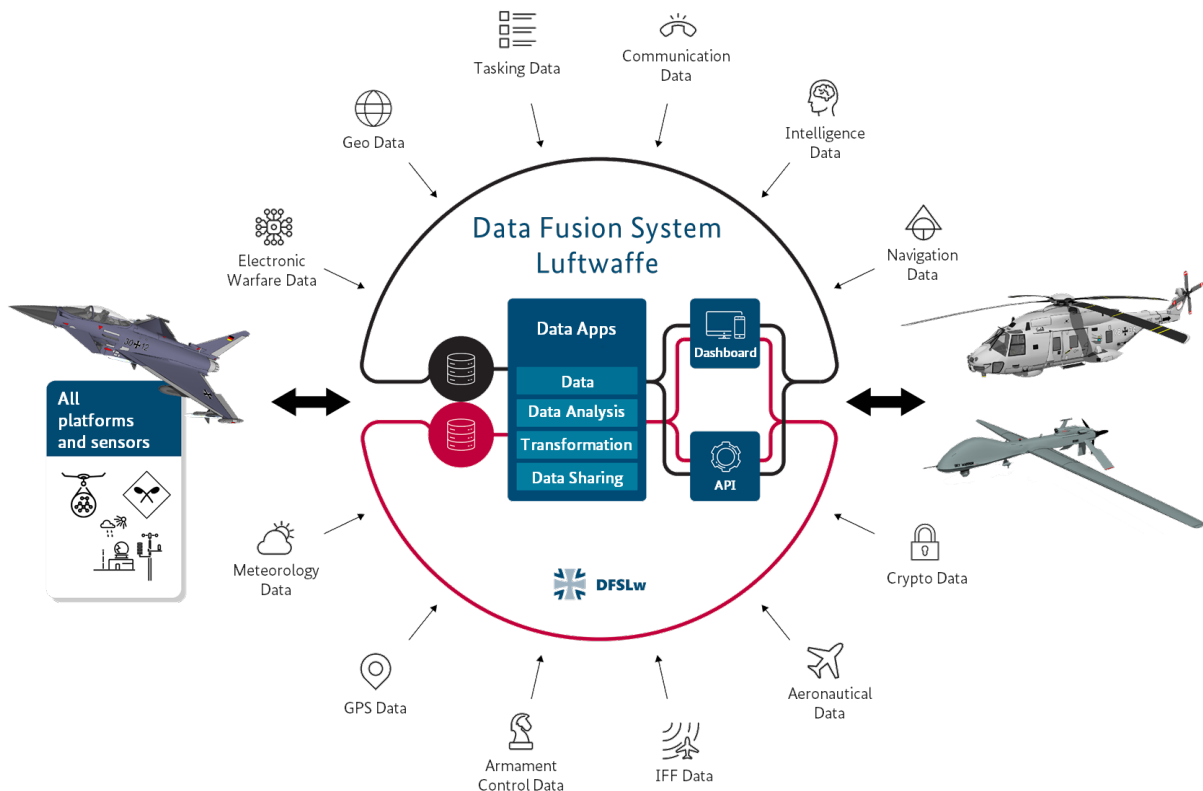 Tasking Data
Communication
Data
Geo Data
Intelligence
Data
Electronic
Warfare Data
Navigation
Data
Data Fusion System
Luftwaffe
Data Apps
Data
Data Analysis
Transformation
Data Sharing
Dashboard
API
30 12
All
platforms
and sensors
Meteorology
Data
Crypto Data
DFSLw
GPS Data
Aeronautical
Data
Armament
Control Data
IFF Data